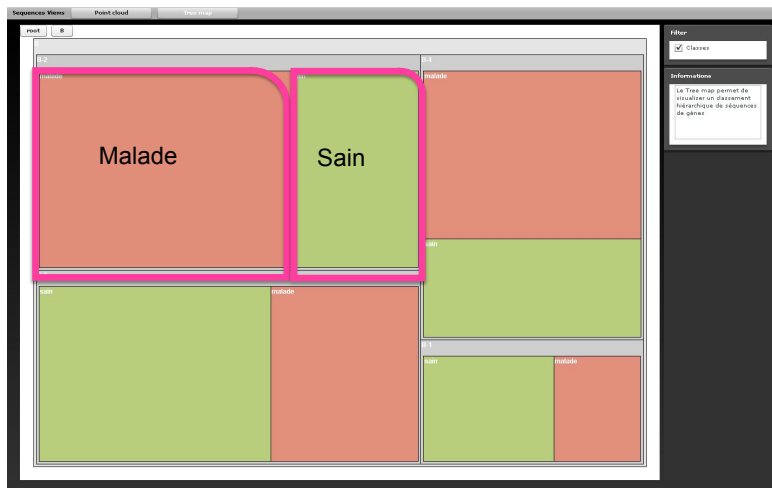 Sequences Views
Point cloud
Tree map
root
B
B-2
malade
B-4
malade
Malade
Sain
sain
sain
malade
B-1
sain
malade
Filter
Classes
Informations
Le Tree map permet de
visualiser un classement
hiérarchique de séquences
de gènes